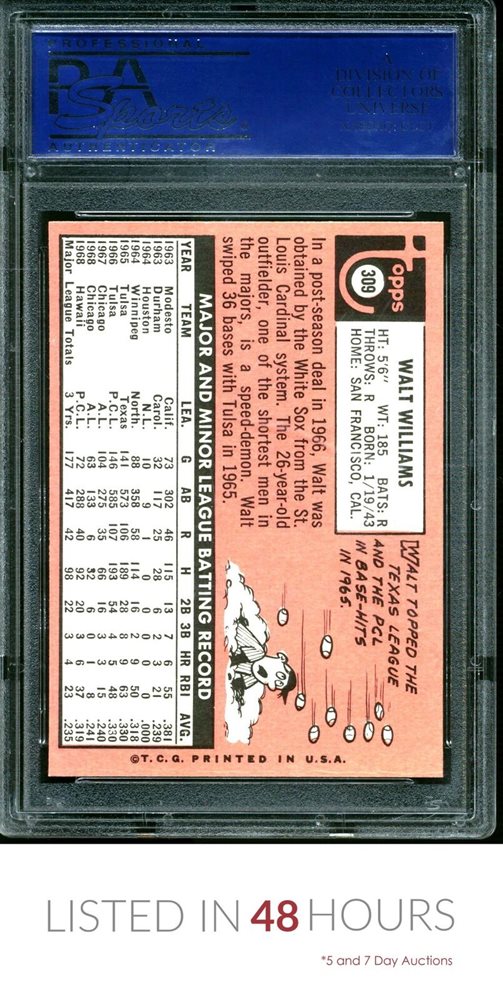 PROFESSIONAL
PSA
AUTHENTICATOR
A
DIVISION OF
COLLECTORS
UNIVERSE
Topps
309
WALT WILLIAMS
HT: 5'6" WT: 185 BATS: R
THROWS: R BORN: 1/19/43
HOME: SAN FRANCISCO, CAL.
WALT TOPPED THE
TEXAS LEAGUE
AND THE PCL
IN BASE-HITS
IN 1965.
In a post-season deal in 1966, Walt was
obtained by the White Sox from the St.
Louis Cardinal system. The 26-year-old
outfielder, one of the shortest men in
the majors, is a speed-demon. Walt
swiped 36 bases with Tulsa in 1965.
MAJOR AND MINOR LEAGUE BATTING RECORD
YEAR TEAM LEA. G AB R H 2B 3B HR RBI AVG.
1963 Modesto Calif. 73 302 46 115 13 7 6 55 .381
1963 Durham Carol. 32 117 11 28 6 2 3 21 .239
1964 Houston N.L. 10 9 1 0 0 0 0 0 .000
1964 Winnipeg North. 88 358 58 114 16 2 9 50 .318
1965 Tulsa Texas 141 573 106 189 28 8 9 63 .330
1966 Tulsa P.C.L. 146 585 107 193 54 4 5 48 .330
1967 Chicago A.L. 104 275 35 66 16 3 3 15 .240
1968 Chicago A.L. 63 133 6 32 6 0 1 8 .241
1968 Hawaii P.C.L. 72 288 40 92 20 3 6 37 .319
Major League Totals 3 Yrs. 177 417 42 98 22 3 4 23 .235
©T.C.G. PRINTED IN U.S.A.
LISTED IN 48 HOURS
*5 and 7 Day Auctions